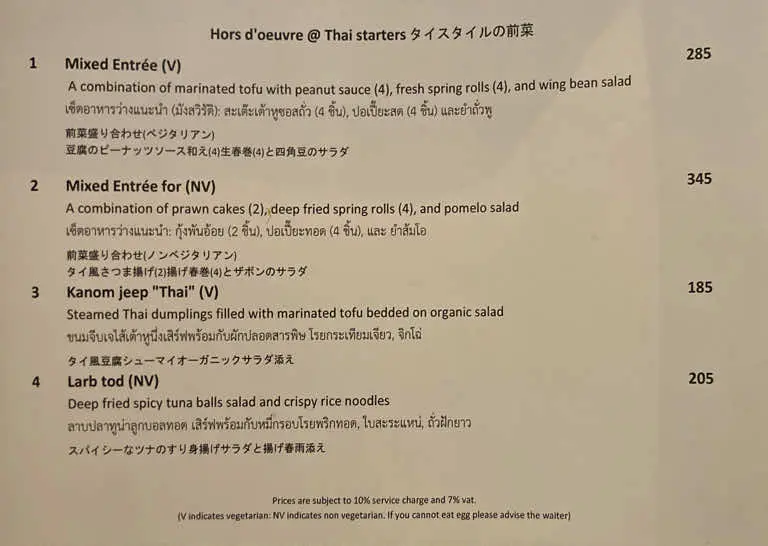 Hors d'oeuvre @ Thai starters タイスタイルの前菜
1 Mixed Entrée (V) 285
A combination of marinated tofu with peanut sauce (4), fresh spring rolls (4), and wing bean salad
เซ็ตอาหารว่างแนะนำ (มังสวิรัติ): สะเต๊ะเต้าหู้ซอสถั่ว (4 ชิ้น), ปอเปี๊ยะสด (4 ชิ้น) และยำถั่วพู
前菜盛り合わせ(ベジタリアン)
豆腐のピーナッツソース和え(4)生春巻(4)と四角豆のサラダ
2 Mixed Entrée for (NV) 345
A combination of prawn cakes (2), deep fried spring rolls (4), and pomelo salad
เซ็ตอาหารว่างแนะนำ: กุ้งพันอ้อย (2 ชิ้น), ปอเปี๊ยะทอด (4 ชิ้น), และ ยำส้มโอ
前菜盛り合わせ(ノンベジタリアン)
タイ風さつま揚げ(2)揚げ春巻(4)とザボンのサラダ
3 Kanom jeep "Thai" (V) 185
Steamed Thai dumplings filled with marinated tofu bedded on organic salad
ขนมจีบเจไส้เต้าหู้นึ่งเสิร์ฟพร้อมกับผักปลอดสารพิษ โรยกระเทียมเจียว, จิกโฉ่
タイ風豆腐シューマイオーガニックサラダ添え
4 Larb tod (NV) 205
Deep fried spicy tuna balls salad and crispy rice noodles
ลาบปลาทูน่าลูกบอลทอด เสิร์ฟพร้อมกับหมี่กรอบโรยพริกทอด, ใบสะระแหน่, ถั่วฝักยาว
スパイシーなツナのすり身揚げサラダと揚げ春雨添え
Prices are subject to 10% service charge and 7% vat.
(V indicates vegetarian: NV indicates non vegetarian. If you cannot eat egg please advise the waiter)